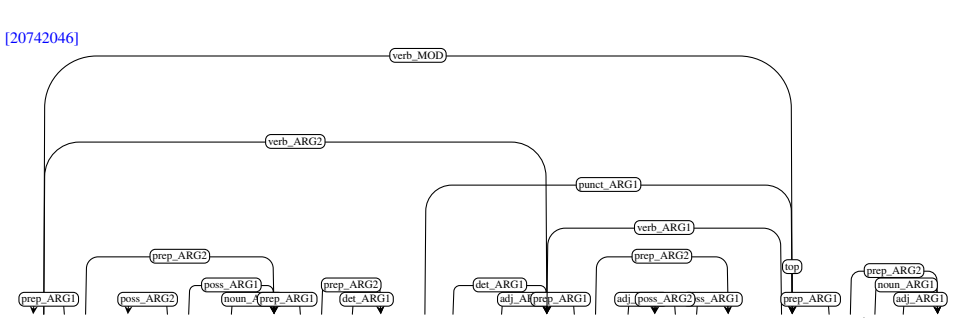 [20742046]
verb_MOD
verb_ARG2
punct_ARG1
verb_ARG1
prep_ARG2 prep_ARG2
top prep_ARG2
poss_ARG1 prep_ARG2 det_ARG1 noun_ARG1
prep_ARG1 poss_ARG2 prep_ARG1 det_ARG1 prep_ARG1 poss_ARG2 prep_ARG1 adj_ARG1